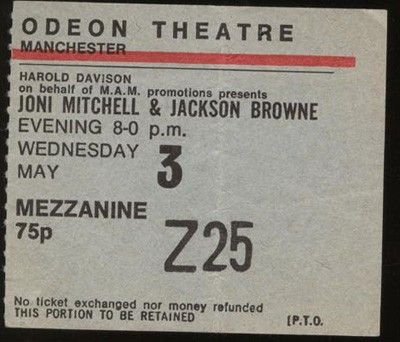 ODEON THEATRE
MANCHESTER
HAROLD DAVISON
on behalf of M.A.M. promotions presents
JONI MITCHELL & JACKSON BROWNE
EVENING 8-0 p.m.
WEDNESDAY
MAY 3
MEZZANINE
75p Z25
No ticket exchanged nor money refunded
THIS PORTION TO BE RETAINED [P.T.O.